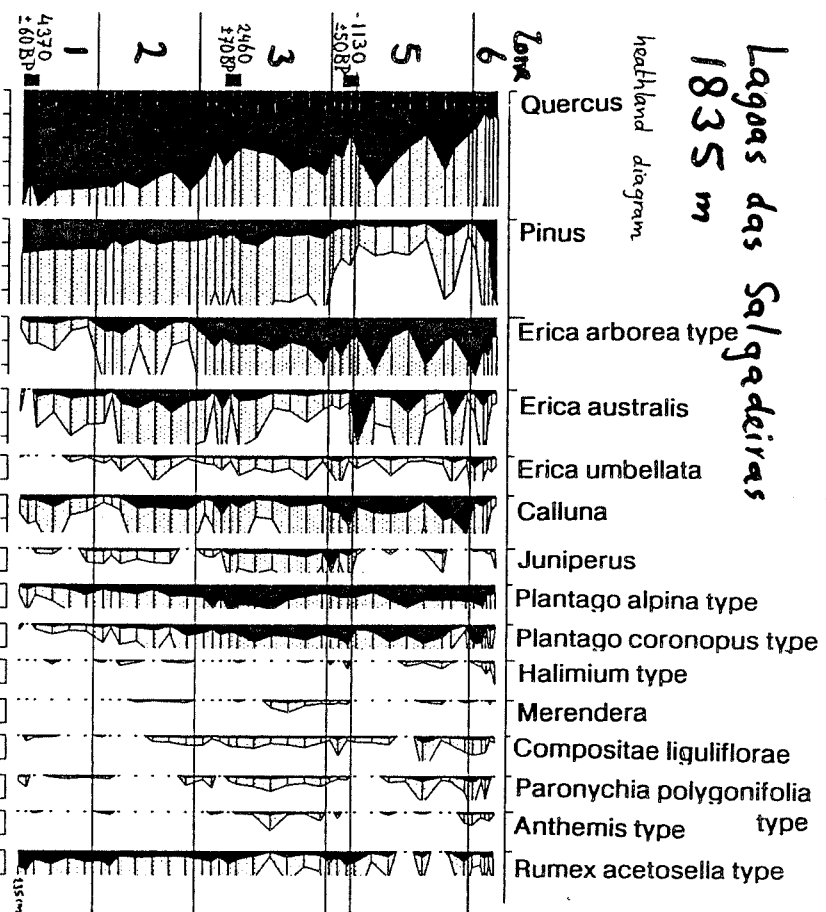 Lagoas das Salgadeiras
1835 m
heathland diagram
zone
1
2
3
5
6
4370
±60BP
2460
±70BP
1130
±50BP
Quercus
Pinus
Erica arborea type
Erica australis
Erica umbellata
Calluna
Juniperus
Plantago alpina type
Plantago coronopus type
Halimium type
Merendera
Compositae liguliflorae
Paronychia polygonifolia
type
Anthemis type
Rumex acetosella type